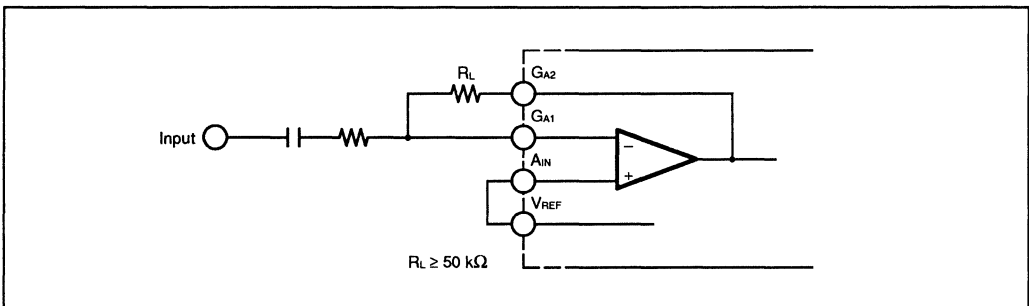 RL
GA2
GA1
Input
−
AIN
+
VREF
RL ≥ 50 kΩ